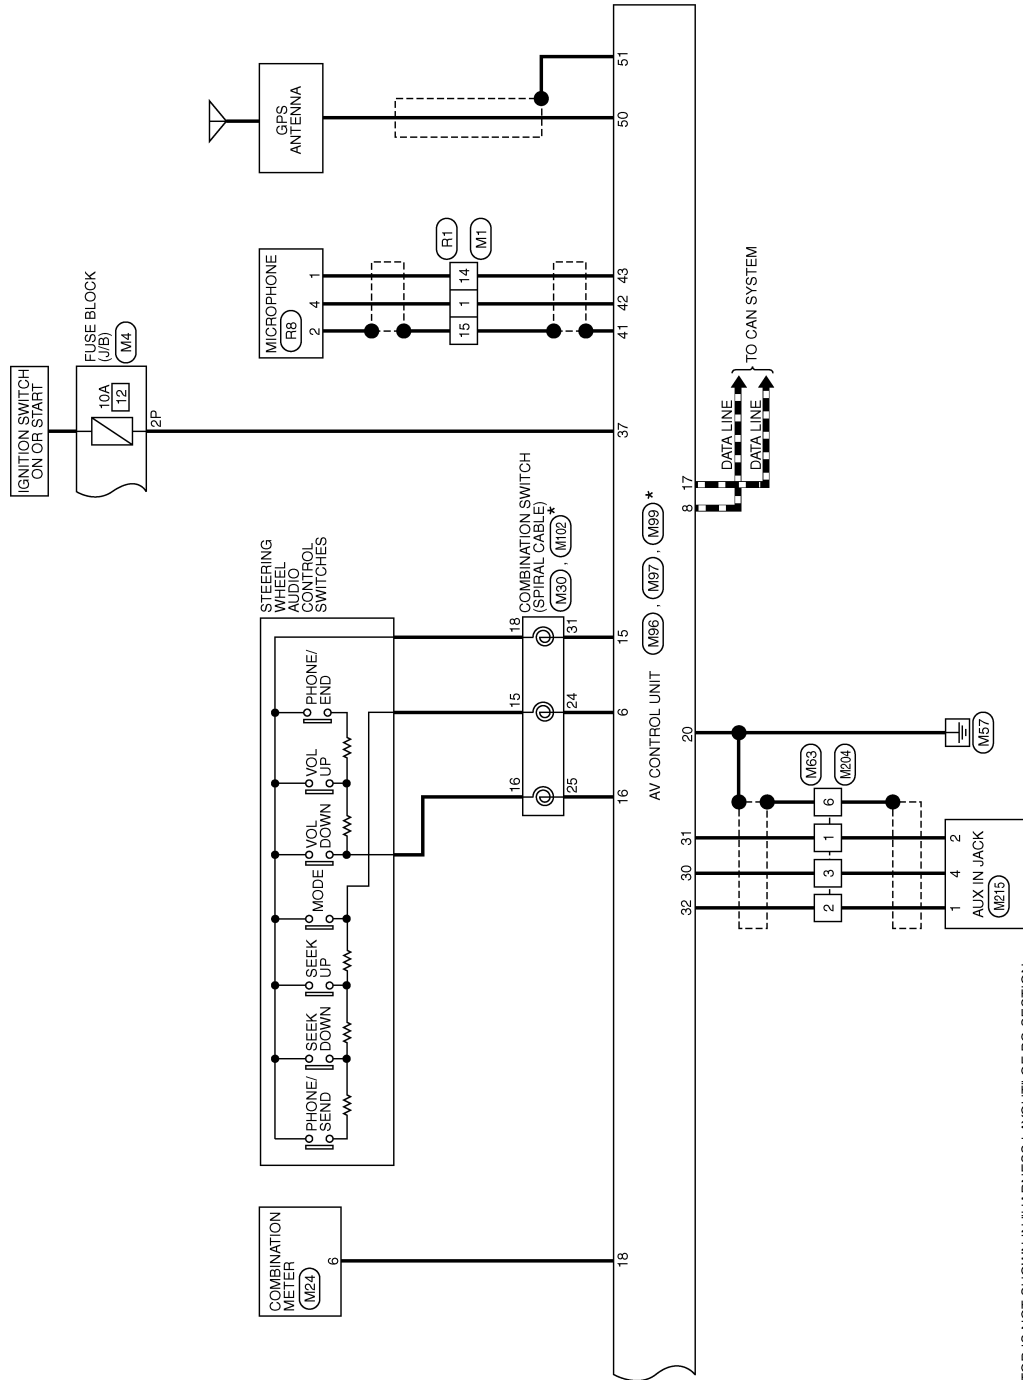 IGNITION SWITCH
ON OR START
FUSE BLOCK
(J/B)
M4
10A
12
2P
GPS
ANTENNA
MICROPHONE
R8
2
4
1
R1
M1
15
1
14
STEERING
WHEEL
AUDIO
CONTROL
SWITCHES
PHONE/
SEND
SEEK
DOWN
SEEK
UP
MODE
VOL
DOWN
VOL
UP
PHONE/
END
COMBINATION
METER
M24
6
COMBINATION SWITCH
(SPIRAL CABLE)
M30 , M102 *
16
15
18
25
24
31
18
16
6
15
37
41
42
43
50
51
AV CONTROL UNIT
M96 , M97 , M99 *
32
30
31
20
8
17
DATA LINE
DATA LINE
TO CAN SYSTEM
M63
M204
2
3
1
6
M57
1
4
2
AUX IN JACK
M215